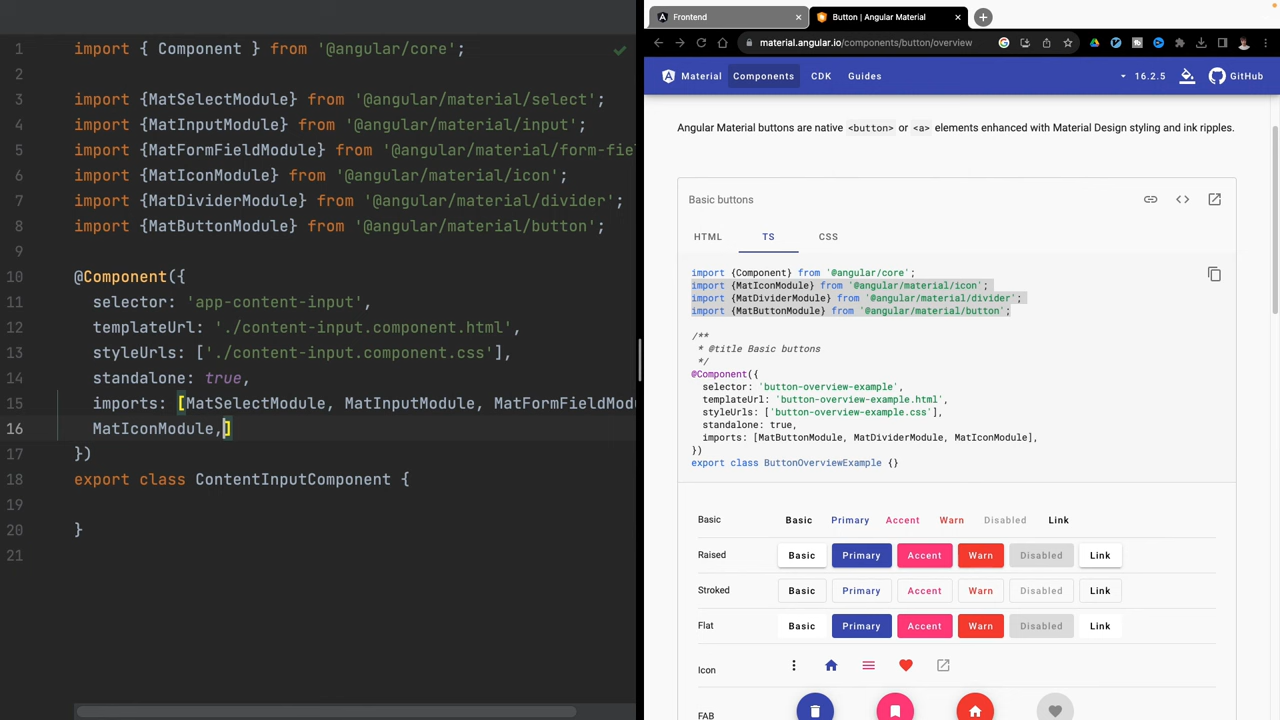 1 import { Component } from '@angular/core';
2
3 import {MatSelectModule} from '@angular/material/select';
4 import {MatInputModule} from '@angular/material/input';
5 import {MatFormFieldModule} from '@angular/material/form-fie
6 import {MatIconModule} from '@angular/material/icon';
7 import {MatDividerModule} from '@angular/material/divider';
8 import {MatButtonModule} from '@angular/material/button';
9
10 @Component({
11 selector: 'app-content-input',
12 templateUrl: './content-input.component.html',
13 styleUrls: ['./content-input.component.css'],
14 standalone: true,
15 imports: [MatSelectModule, MatInputModule, MatFormFieldModu
16 MatIconModule,]
17 })
18 export class ContentInputComponent {
19
20 }
21
Frontend
Button | Angular Material
material.angular.io/components/button/overview
Material Components CDK Guides 16.2.5 GitHub
Angular Material buttons are native <button> or <a> elements enhanced with Material Design styling and ink ripples.
Basic buttons
HTML TS CSS
import {Component} from '@angular/core';
import {MatIconModule} from '@angular/material/icon';
import {MatDividerModule} from '@angular/material/divider';
import {MatButtonModule} from '@angular/material/button';
/**
* @title Basic buttons
*/
@Component({
selector: 'button-overview-example',
templateUrl: 'button-overview-example.html',
styleUrls: ['button-overview-example.css'],
standalone: true,
imports: [MatButtonModule, MatDividerModule, MatIconModule],
})
export class ButtonOverviewExample {}
Basic Basic Primary Accent Warn Disabled Link
Raised Basic Primary Accent Warn Disabled Link
Stroked Basic Primary Accent Warn Disabled Link
Flat Basic Primary Accent Warn Disabled Link
Icon
FAB